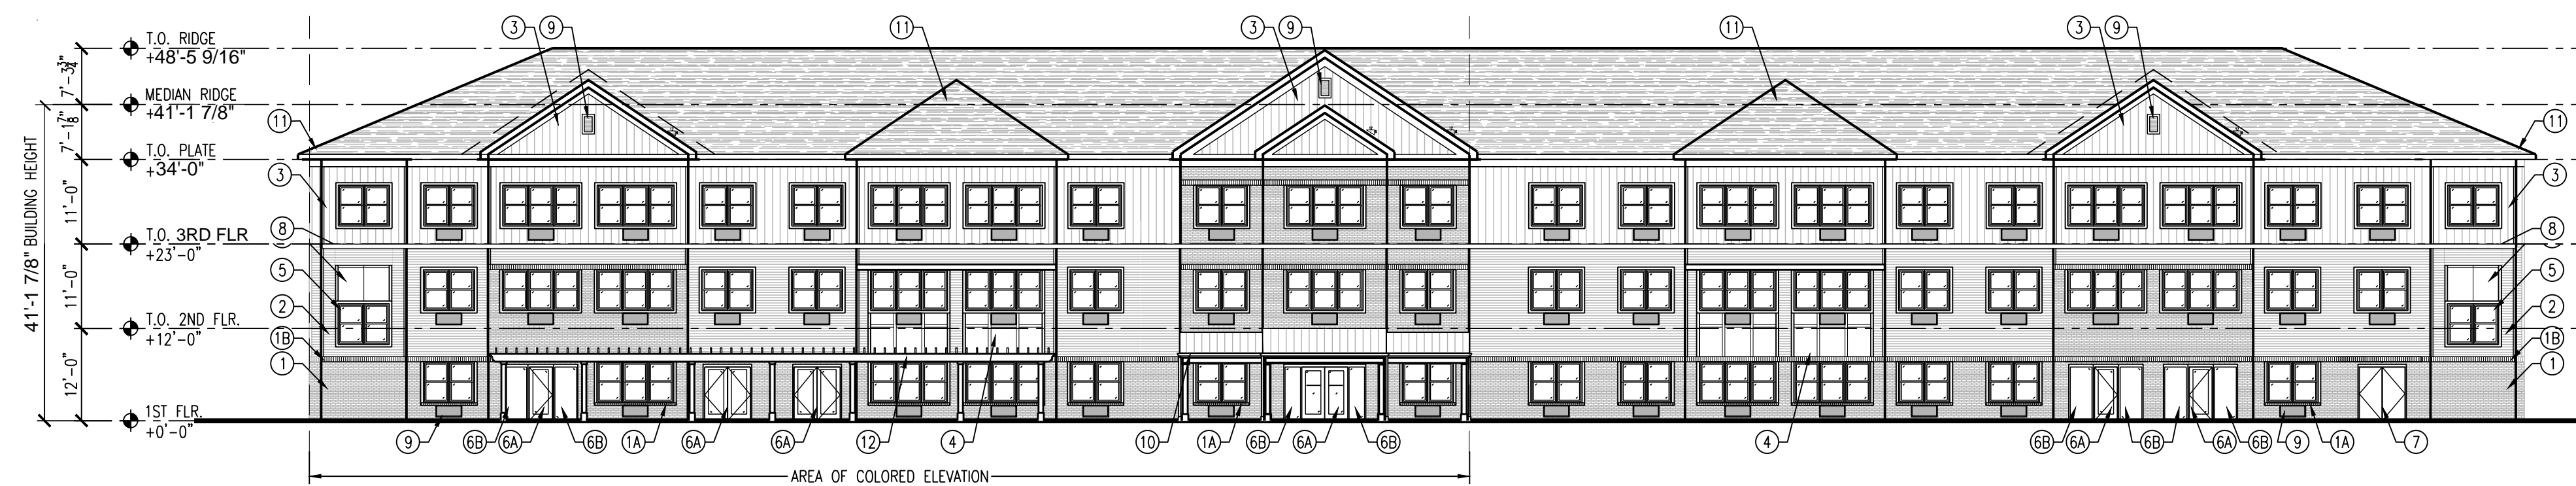 3 9 11 3 9 11 3 9
T.O. RIDGE
+48'-5 9/16"
7'-3 3/4"
MEDIAN RIDGE
+41'-1 7/8"
7'-1 7/8"
11 11
T.O. PLATE
+34'-0"
3 3
11'-0"
8 8
T.O. 3RD FLR
+23'-0"
5 5
11'-0"
2 2
T.O. 2ND FLR.
+12'-0"
1B 1B
1 1
12'-0"
41'-1 7/8" BUILDING HEIGHT
1ST FLR.
+0'-0"
9 6B 6A 6B 1A 6A 6A 12 4 10 1A 6B 6A 6B 4 6B 6A 6B 6A 6B 9 1A 7
AREA OF COLORED ELEVATION